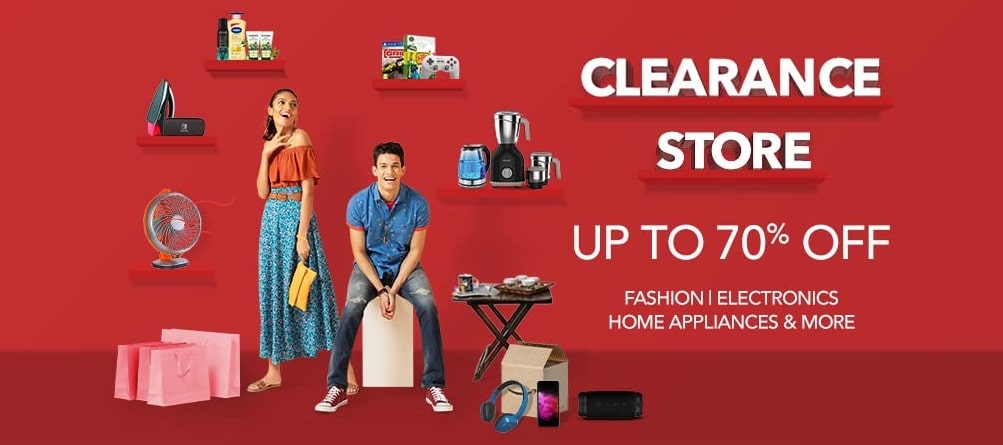 CLEARANCE
STORE
UP TO 70% OFF
FASHION | ELECTRONICS
HOME APPLIANCES & MORE